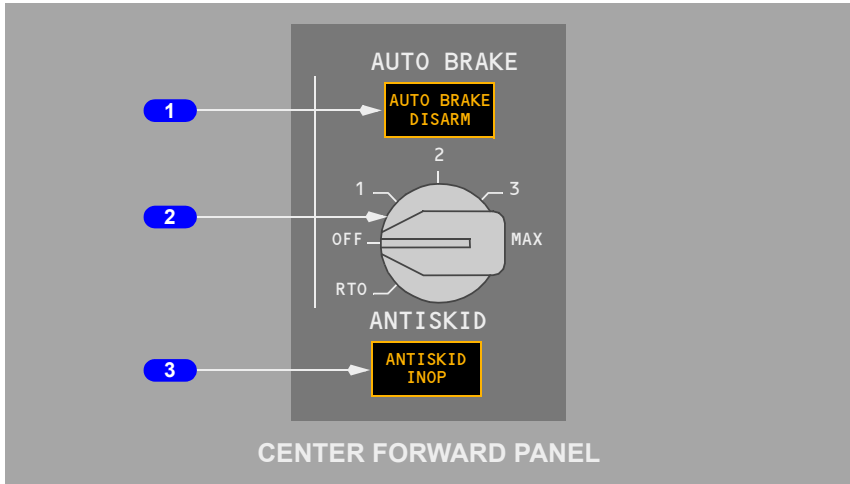 AUTO BRAKE
1
AUTO BRAKE
DISARM
2
1
3
2
OFF
MAX
RTO
ANTISKID
3
ANTISKID
INOP
CENTER FORWARD PANEL